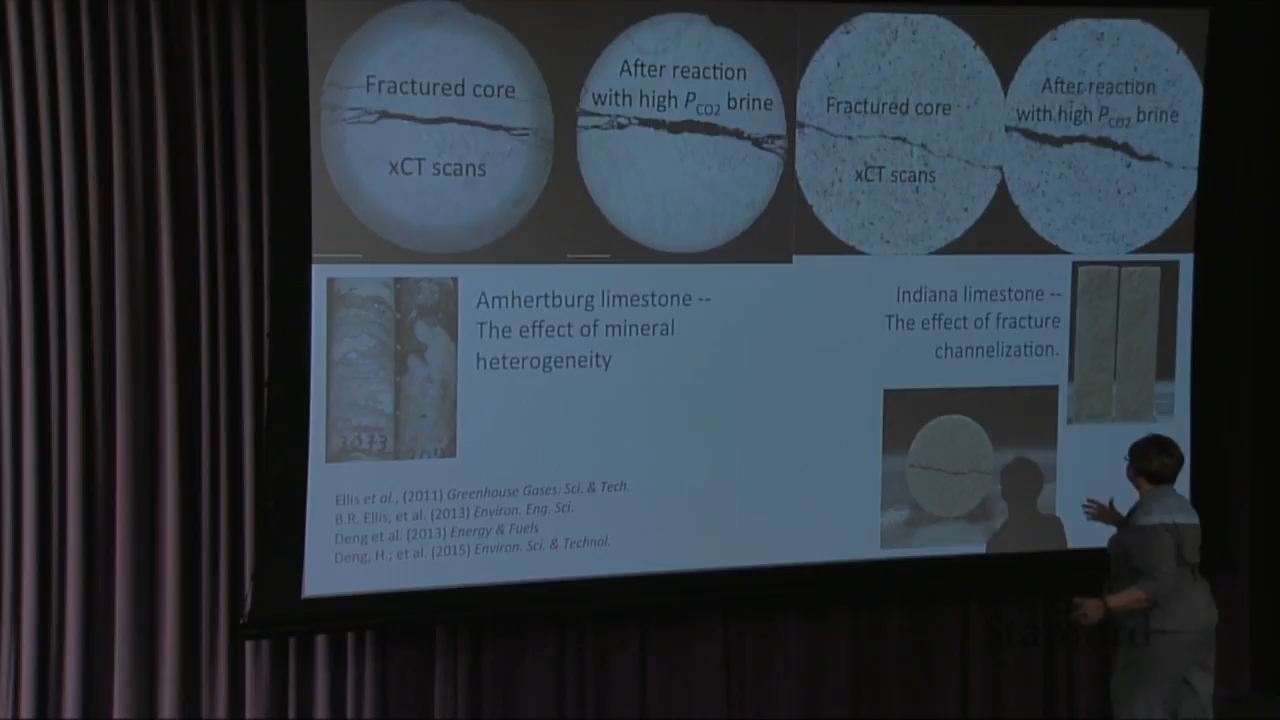 Fractured core
xCT scans
After reaction
with high PCO2 brine
Fractured core
xCT scans
After reaction
with high PCO2 brine
Amhertburg limestone --
The effect of mineral
heterogeneity
Indiana limestone --
The effect of fracture
channelization.
Ellis et al., (2011) Greenhouse Gases: Sci. & Tech.
B.R. Ellis, et al. (2013) Environ. Eng. Sci.
Deng et al. (2013) Energy & Fuels
Deng, H.; et al. (2015) Environ. Sci. & Technol.